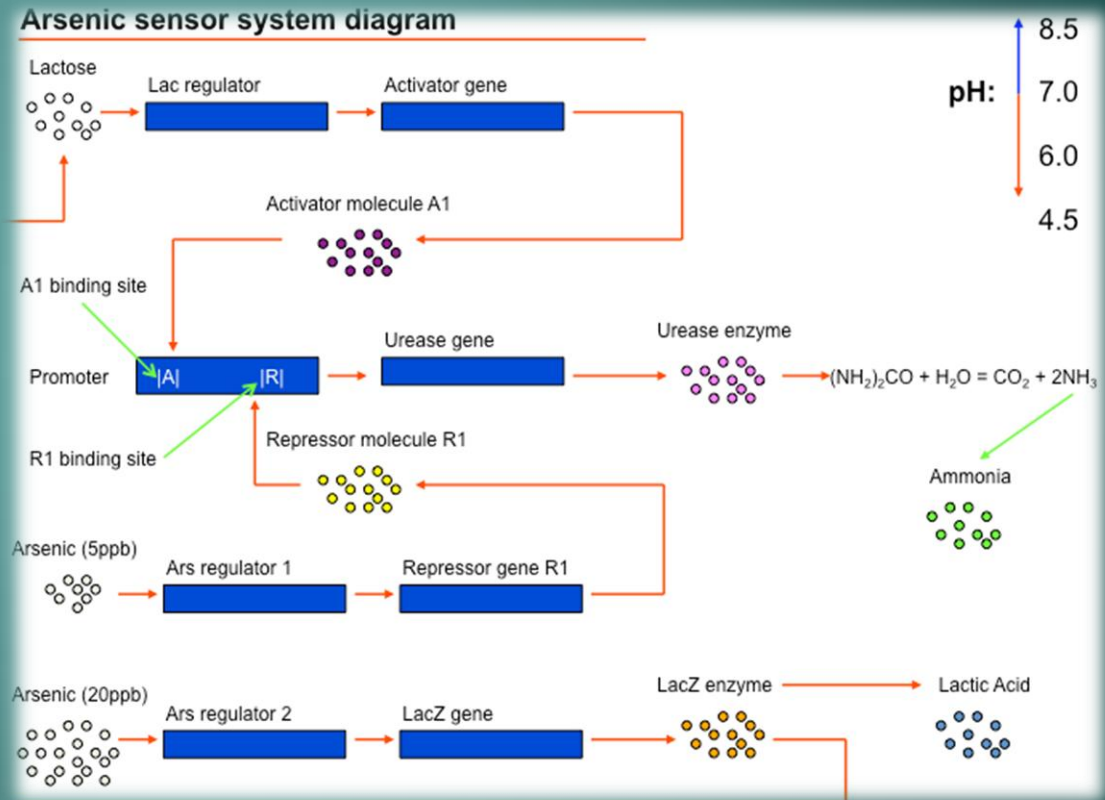 Arsenic sensor system diagram
8.5
Lactose
Lac regulator
Activator gene
pH:
7.0
6.0
4.5
Activator molecule A1
A1 binding site
Urease gene
Urease enzyme
Promoter
|A|
|R|
(NH₂)₂CO + H₂O = CO₂ + 2NH₃
R1 binding site
Repressor molecule R1
Ammonia
Arsenic (5ppb)
Ars regulator 1
Repressor gene R1
Arsenic (20ppb)
Ars regulator 2
LacZ gene
LacZ enzyme
Lactic Acid